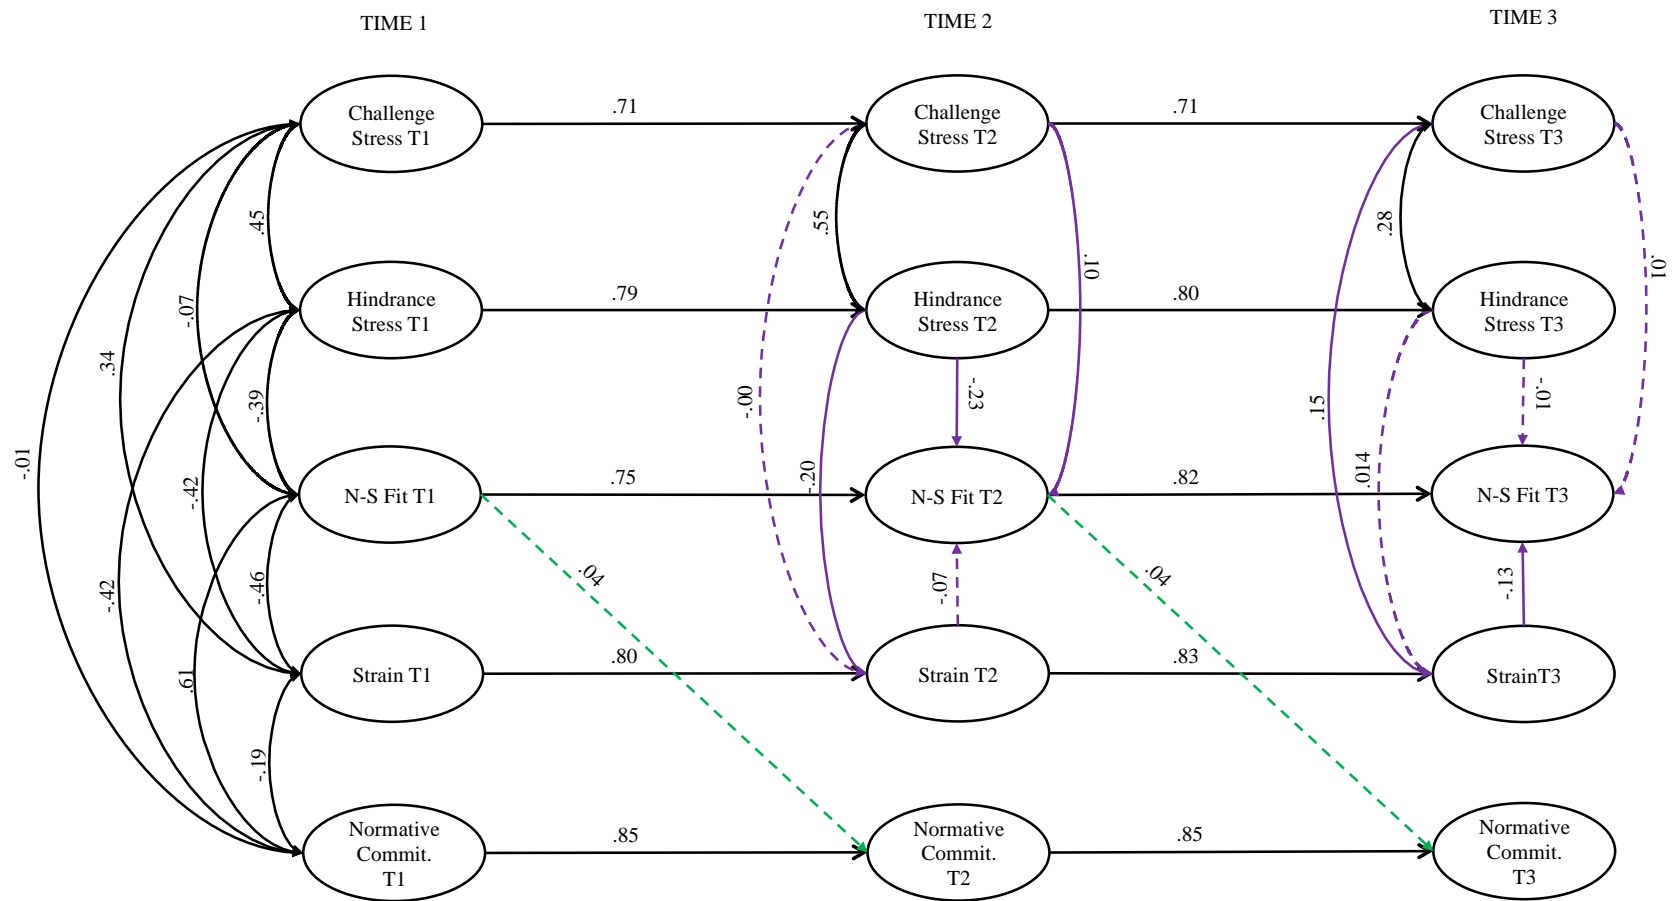 TIME 1
TIME 2
TIME 3
Challenge
Stress T1
.71
Challenge
Stress T2
.71
Challenge
Stress T3
.45
.55
.28
-.07
.10
.01
Hindrance
Stress T1
.79
Hindrance
Stress T2
.80
Hindrance
Stress T3
.34
-.39
-.00
-.23
.15
-.01
-.01
-.42
-.20
.014
N-S Fit T1
.75
N-S Fit T2
.82
N-S Fit T3
-.42
-.46
.04
-.07
.04
-.13
.61
Strain T1
.80
Strain T2
.83
StrainT3
-.19
Normative
Commit.
T1
.85
Normative
Commit.
T2
.85
Normative
Commit.
T3